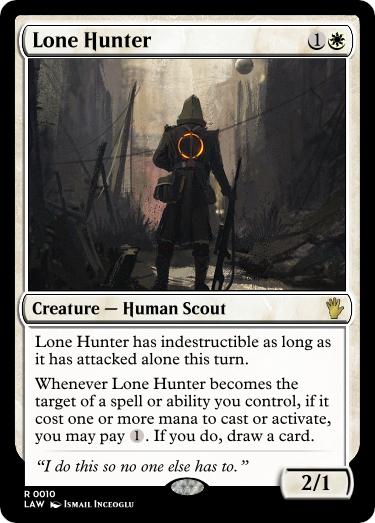 Lone Hunter 1
Creature — Human Scout
Lone Hunter has indestructible as long as
it has attacked alone this turn.
Whenever Lone Hunter becomes the
target of a spell or ability you control, if it
cost one or more mana to cast or activate,
you may pay 1. If you do, draw a card.
“I do this so no one else has to.”
2/1
R 0010
LAW Ismail Inceoglu